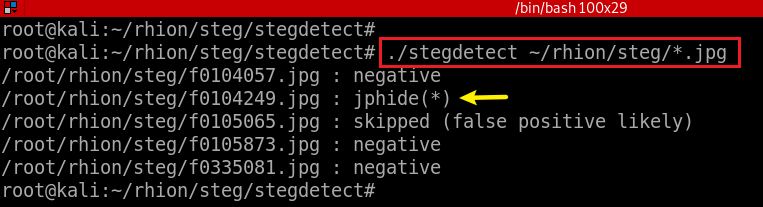 /bin/bash 100x29
root@kali:~/rhion/steg/stegdetect#
root@kali:~/rhion/steg/stegdetect# ./stegdetect ~/rhion/steg/*.jpg
/root/rhion/steg/f0104057.jpg : negative
/root/rhion/steg/f0104249.jpg : jphide(*)
/root/rhion/steg/f0105065.jpg : skipped (false positive likely)
/root/rhion/steg/f0105873.jpg : negative
/root/rhion/steg/f0335081.jpg : negative
root@kali:~/rhion/steg/stegdetect#